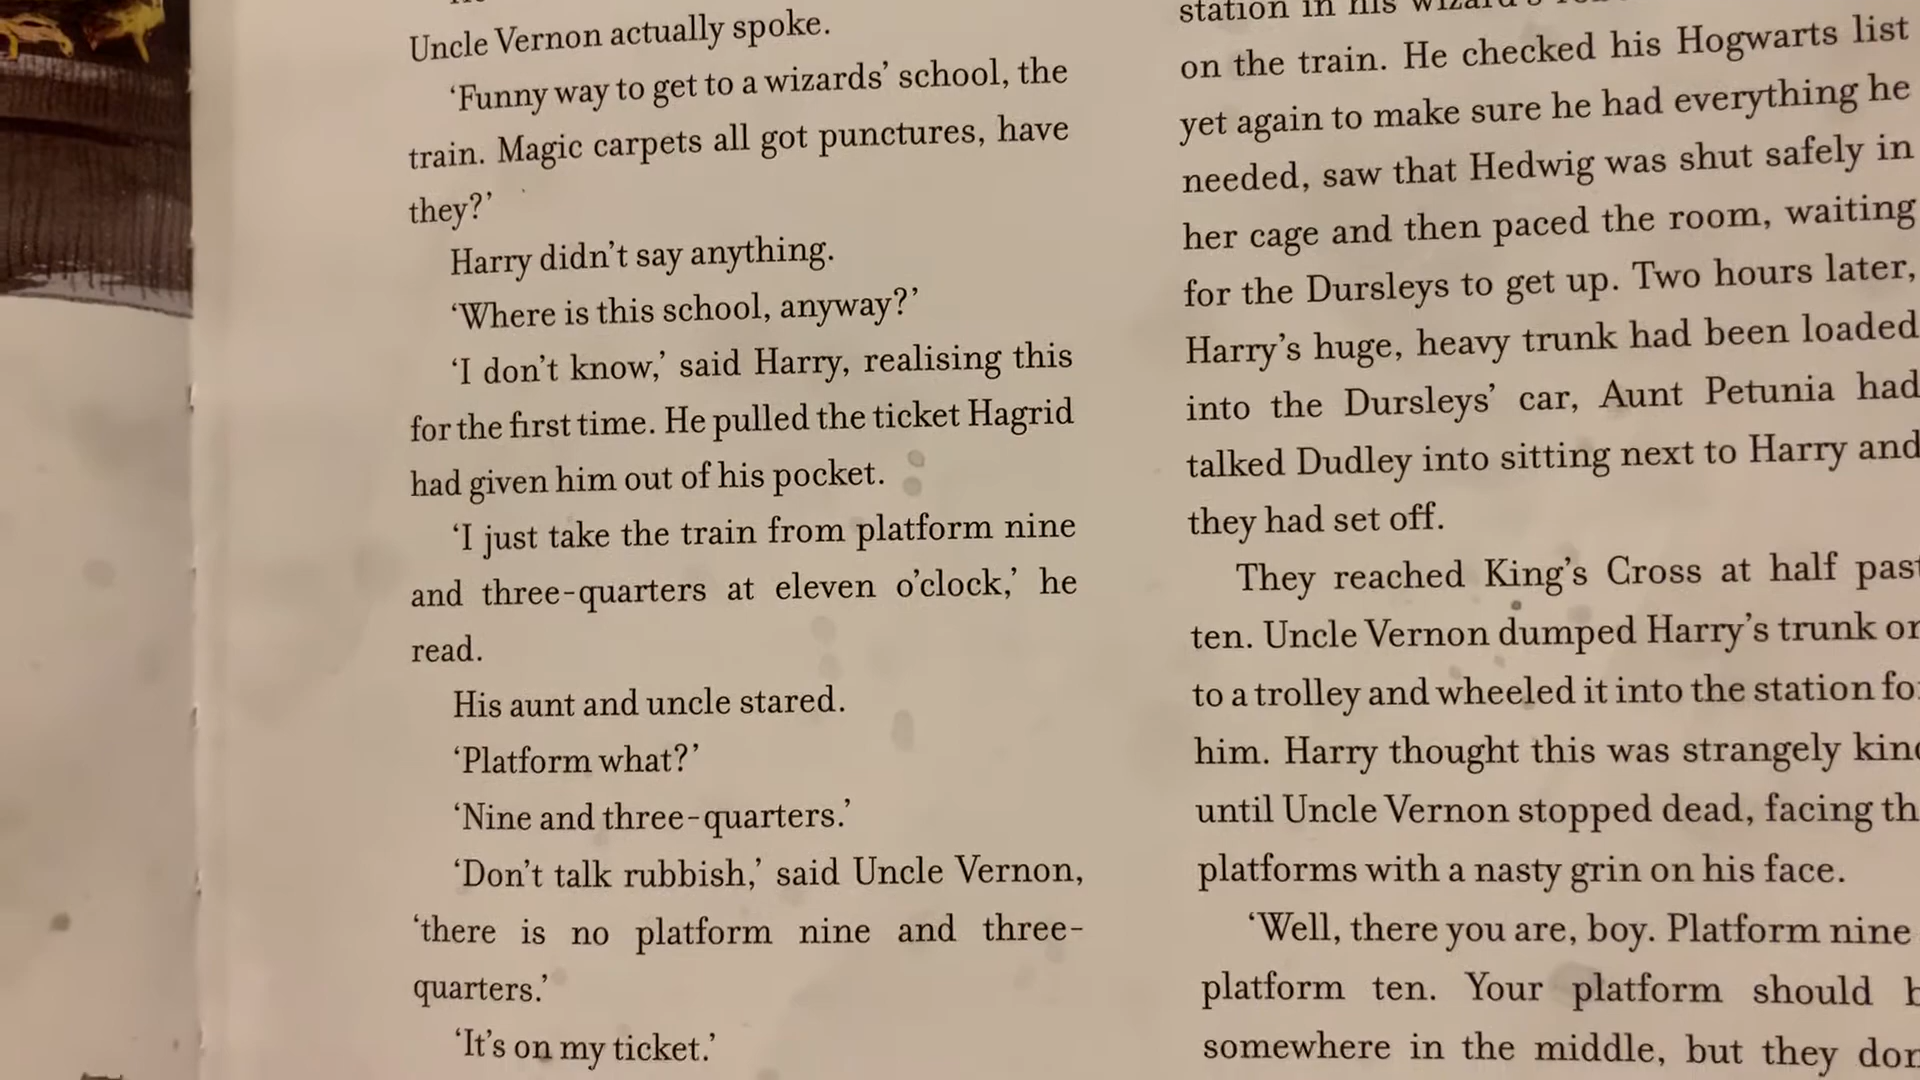 Uncle Vernon actually spoke.
‘Funny way to get to a wizards’ school, the
train. Magic carpets all got punctures, have
they?’
Harry didn’t say anything.
‘Where is this school, anyway?’
‘I don’t know,’ said Harry, realising this
for the first time. He pulled the ticket Hagrid
had given him out of his pocket.
‘I just take the train from platform nine
and three-quarters at eleven o’clock,’ he
read.
His aunt and uncle stared.
‘Platform what?’
‘Nine and three-quarters.’
‘Don’t talk rubbish,’ said Uncle Vernon,
‘there is no platform nine and three-
quarters.’
‘It’s on my ticket.’
station in his
on the train. He checked his Hogwarts list
yet again to make sure he had everything he
needed, saw that Hedwig was shut safely in
her cage and then paced the room, waiting
for the Dursleys to get up. Two hours later,
Harry’s huge, heavy trunk had been loaded
into the Dursleys’ car, Aunt Petunia had
talked Dudley into sitting next to Harry and
they had set off.
They reached King’s Cross at half past
ten. Uncle Vernon dumped Harry’s trunk on
to a trolley and wheeled it into the station
him. Harry thought this was strangely
until Uncle Vernon stopped dead, facing
platforms with a nasty grin on his face.
‘Well, there you are, boy. Platform nine
platform ten. Your platform should
somewhere in the middle, but they